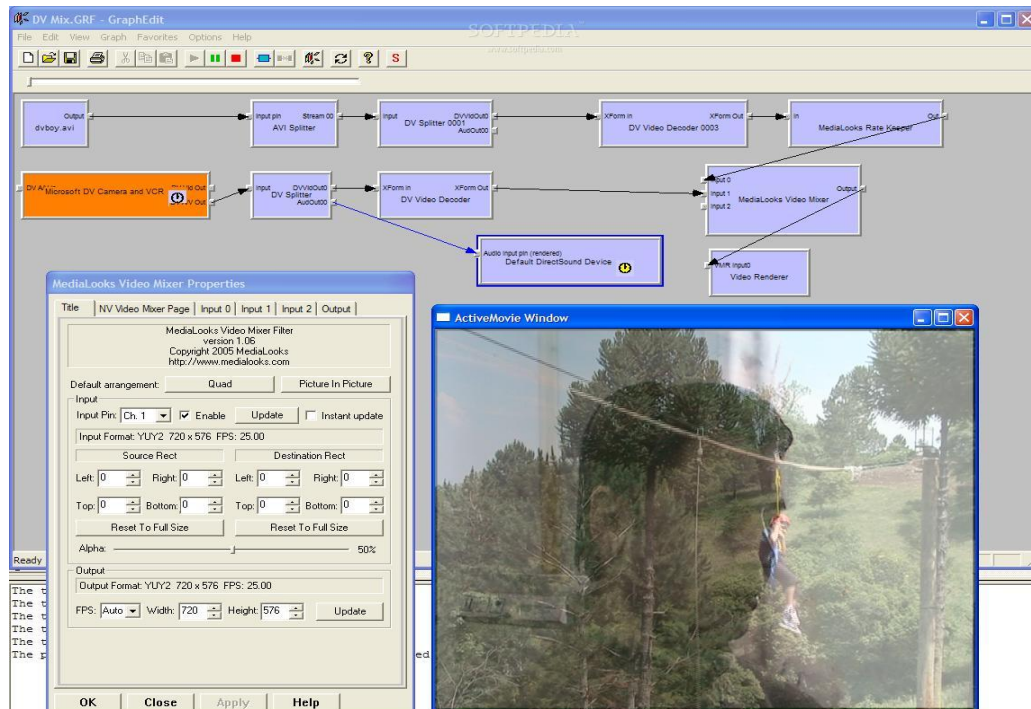 DV Mix.GRF - GraphEdit
SOFTPEDIA
www.softpedia.com
File Edit View Graph Favorites Options Help
S
Output
dvboy.avi
Input pin Stream 00
AVI Splitter
Input DVVidOut0
DV Splitter 0001
AudOut00
XForm In XForm Out
DV Video Decoder 0003
In Out
MediaLooks Rate Keeper
Microsoft DV Camera and VCR
Input DVVidOut0
DV Splitter
AudOut00
XForm In XForm Out
DV Video Decoder
Input 0
Output
Input 1
MediaLooks Video Mixer
Input 2
Audio Input pin (rendered)
Default DirectSound Device
VMR Input0
Video Renderer
MediaLooks Video Mixer Properties
Title NV Video Mixer Page Input 0 Input 1 Input 2 Output
MediaLooks Video Mixer Filter
version 1.06
Copyright 2005 MediaLooks
http://www.medialooks.com
Default arrangement: Quad Picture In Picture
Input
Input Pin: Ch. 1 Enable Update Instant update
Input Format: YUY2 720 x 576 FPS: 25.00
Source Rect Destination Rect
Left: 0 Right: 0 Left: 0 Right: 0
Top: 0 Bottom: 0 Top: 0 Bottom: 0
Reset To Full Size Reset To Full Size
Alpha: 50%
Output
Output Format: YUY2 720 x 576 FPS: 25.00
FPS: Auto Width: 720 Height: 576 Update
OK Close Apply Help
ActiveMovie Window
Ready
The t
The t
The t
The t
The t
The p ed